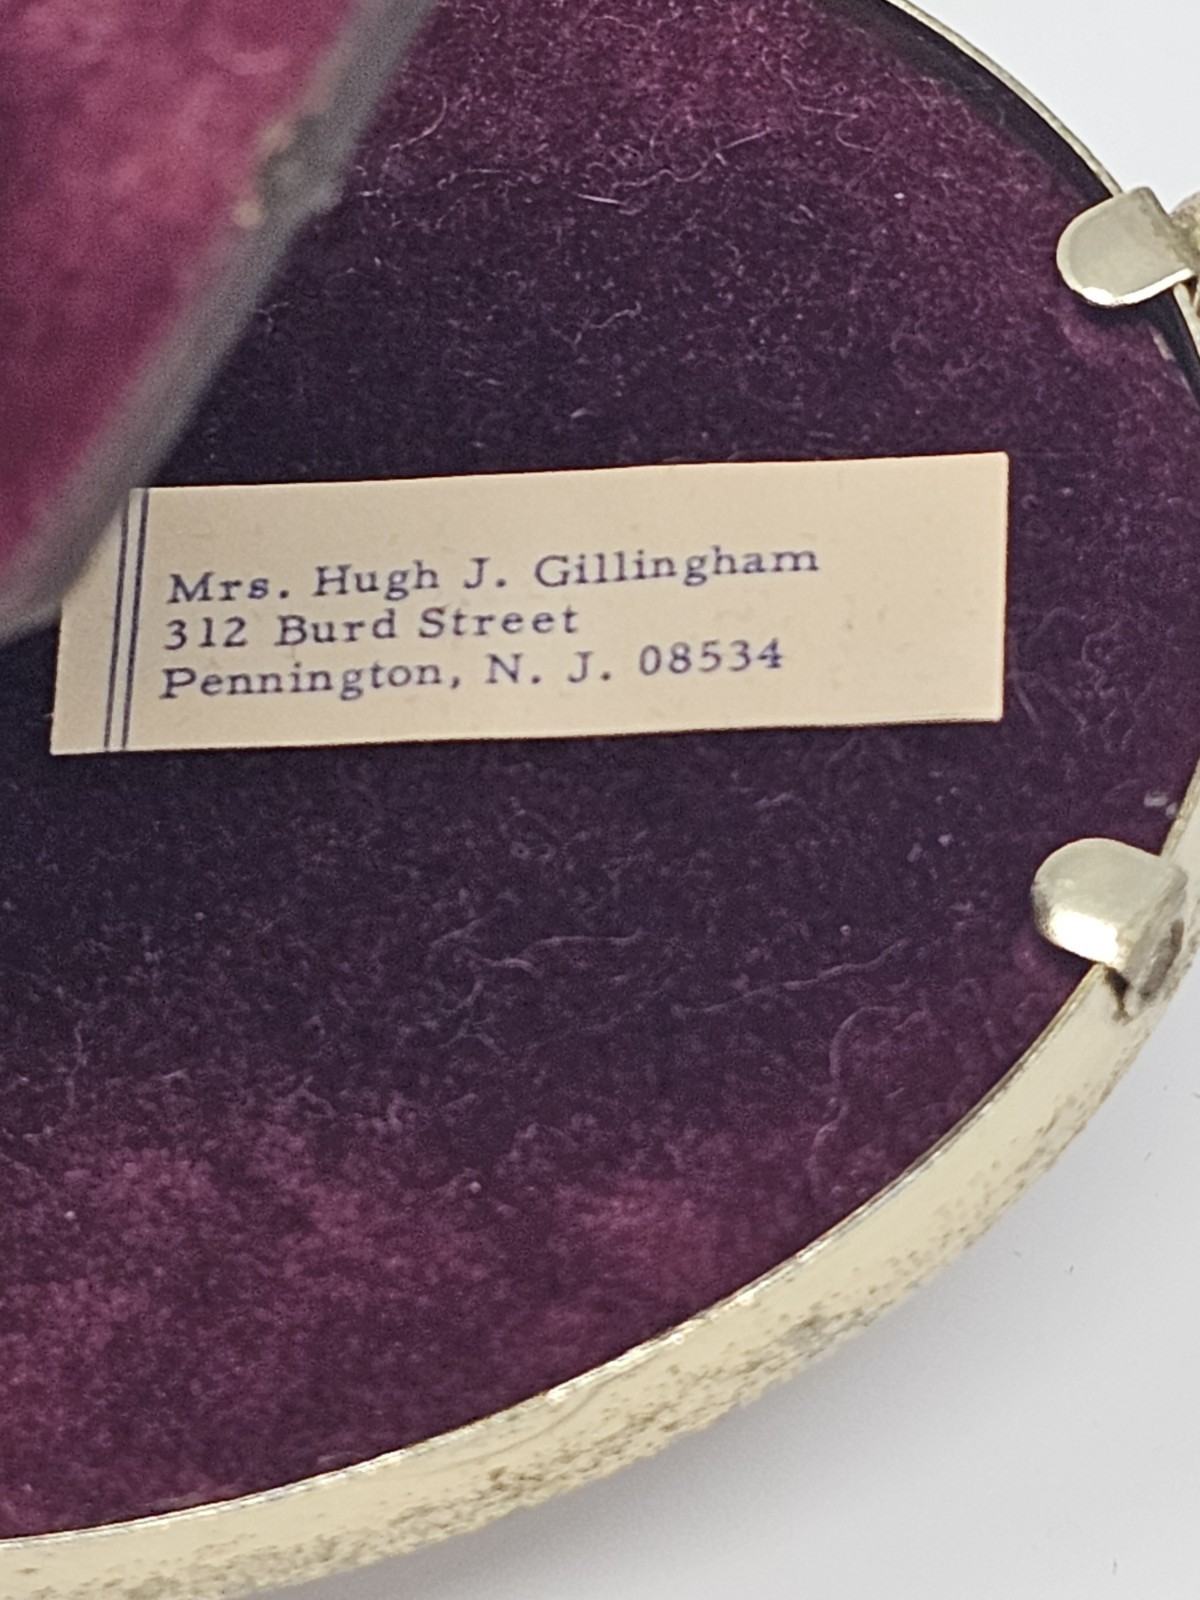 Mrs. Hugh J. Gillingham
312 Burd Street
Pennington, N. J. 08534